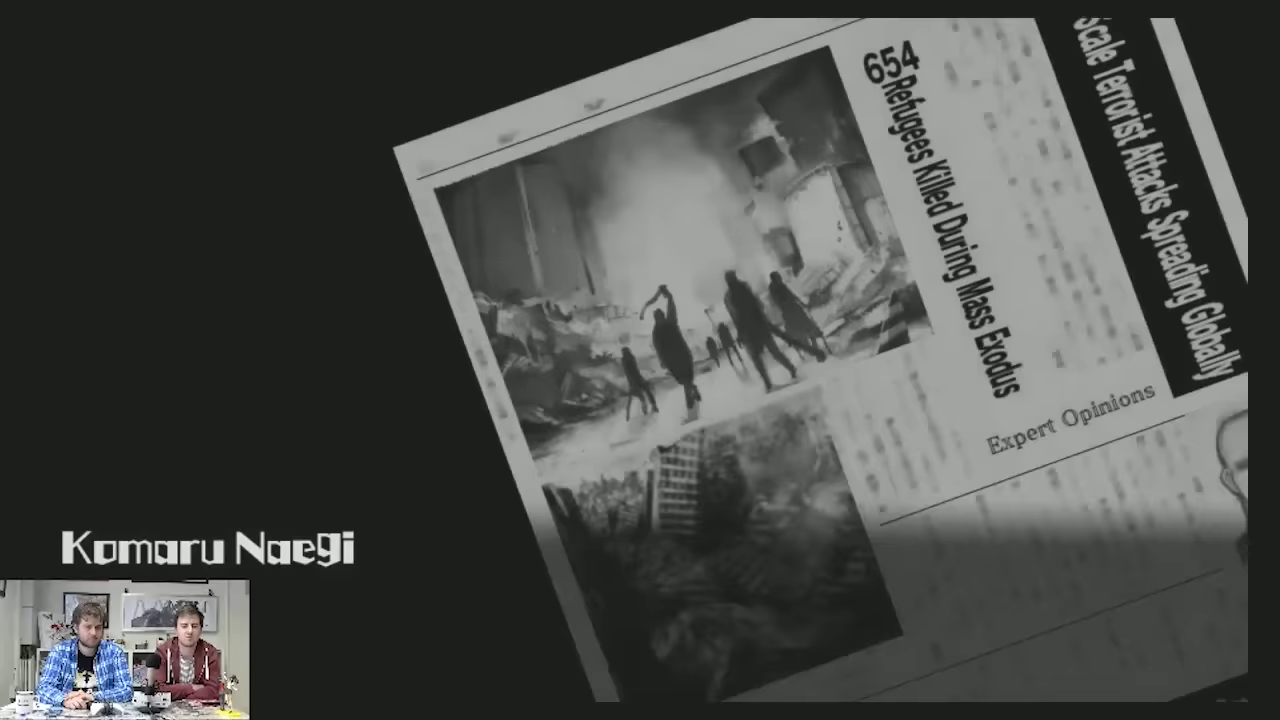 Scale Terrorist Attacks Spreading Globally
654
Refugees Killed During Mass Exodus
Expert Opinions
Komaru Naegi